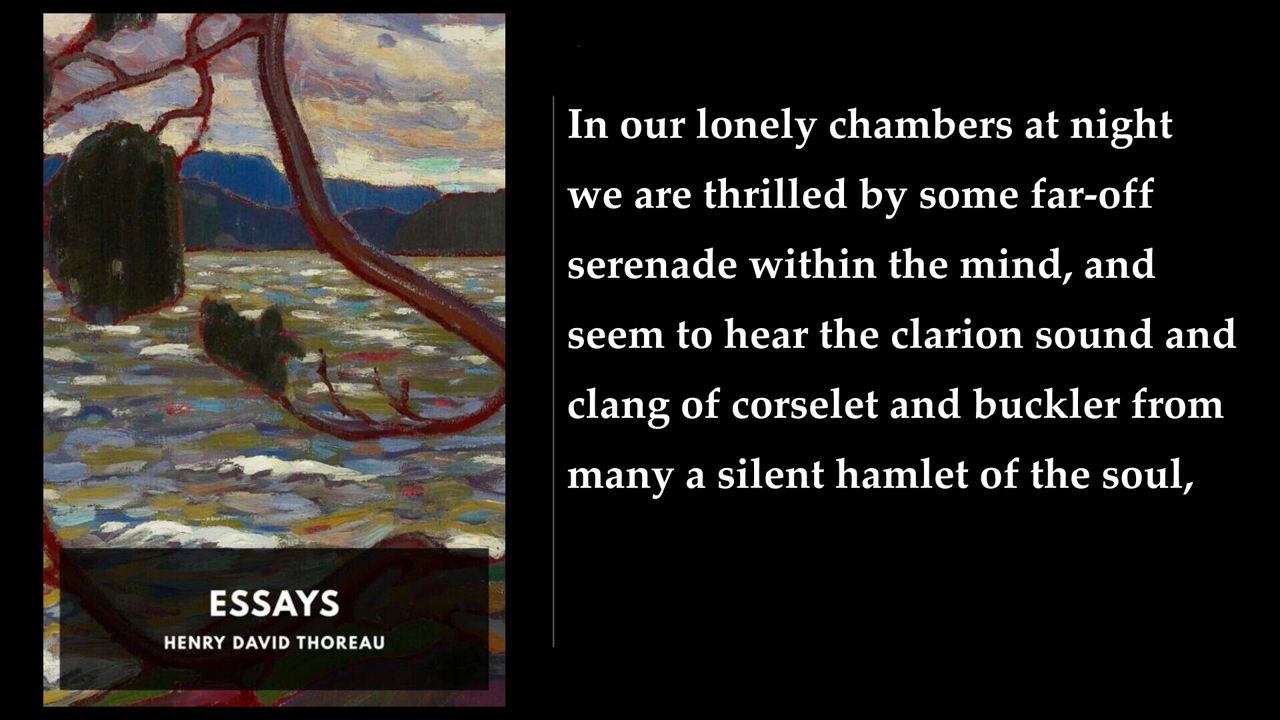 In our lonely chambers at night
we are thrilled by some far-off
serenade within the mind, and
seem to hear the clarion sound and
clang of corselet and buckler from
many a silent hamlet of the soul,
ESSAYS
HENRY DAVID THOREAU